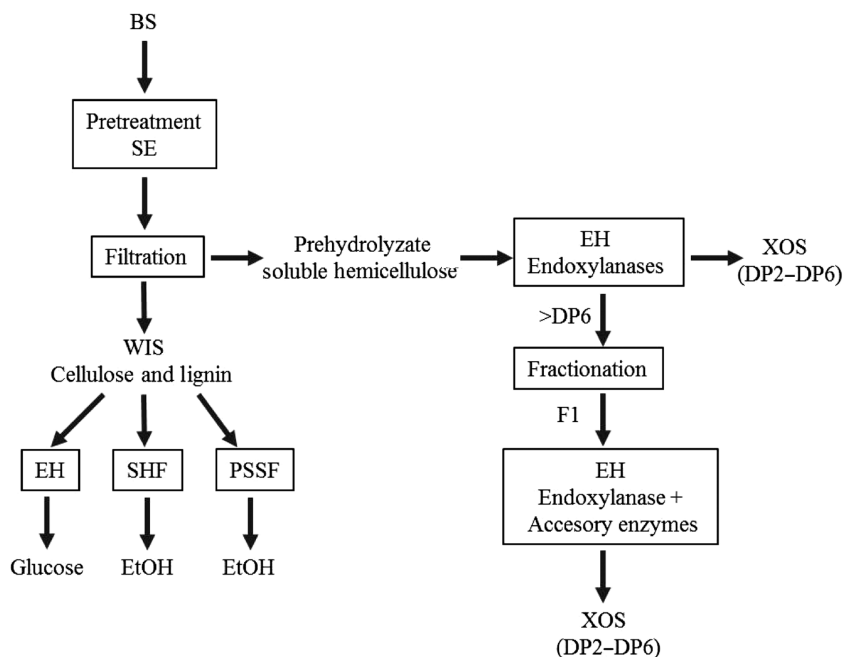 BS
Pretreatment
SE
Filtration
Prehydrolyzate
soluble hemicellulose
EH
Endoxylanases
XOS
(DP2–DP6)
>DP6
Fractionation
F1
EH
Endoxylanase +
Accesory enzymes
XOS
(DP2–DP6)
WIS
Cellulose and lignin
EH
SHF
PSSF
Glucose
EtOH
EtOH